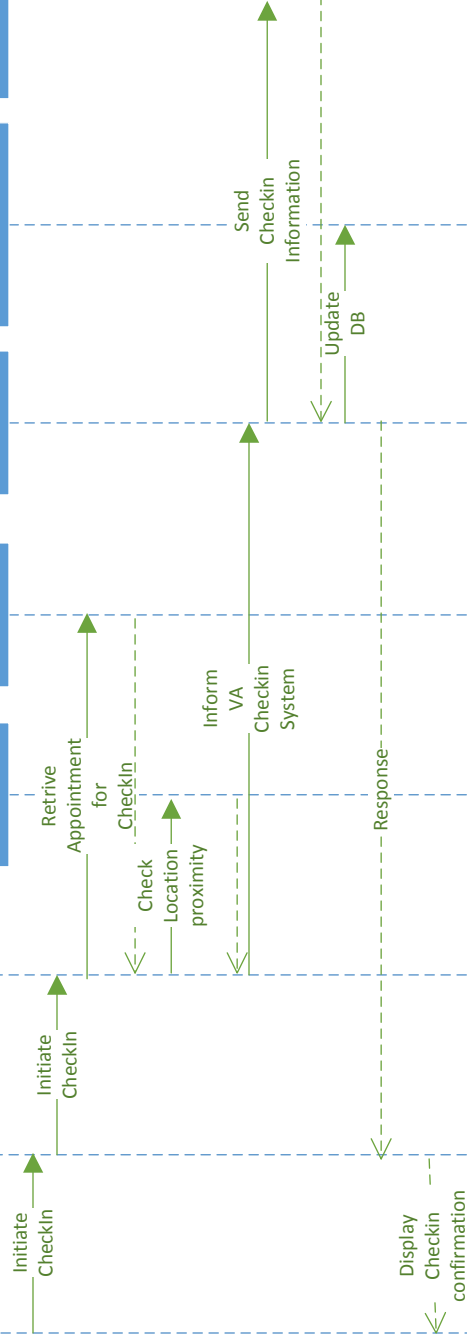 Initiate
CheckIn
Initiate
CheckIn
Retrive
Appointment
for
CheckIn
Check
Location
proximity
Inform
VA
Checkin
System
Send
Checkin
Information
Update
DB
Response
Display
Checkin
confirmation